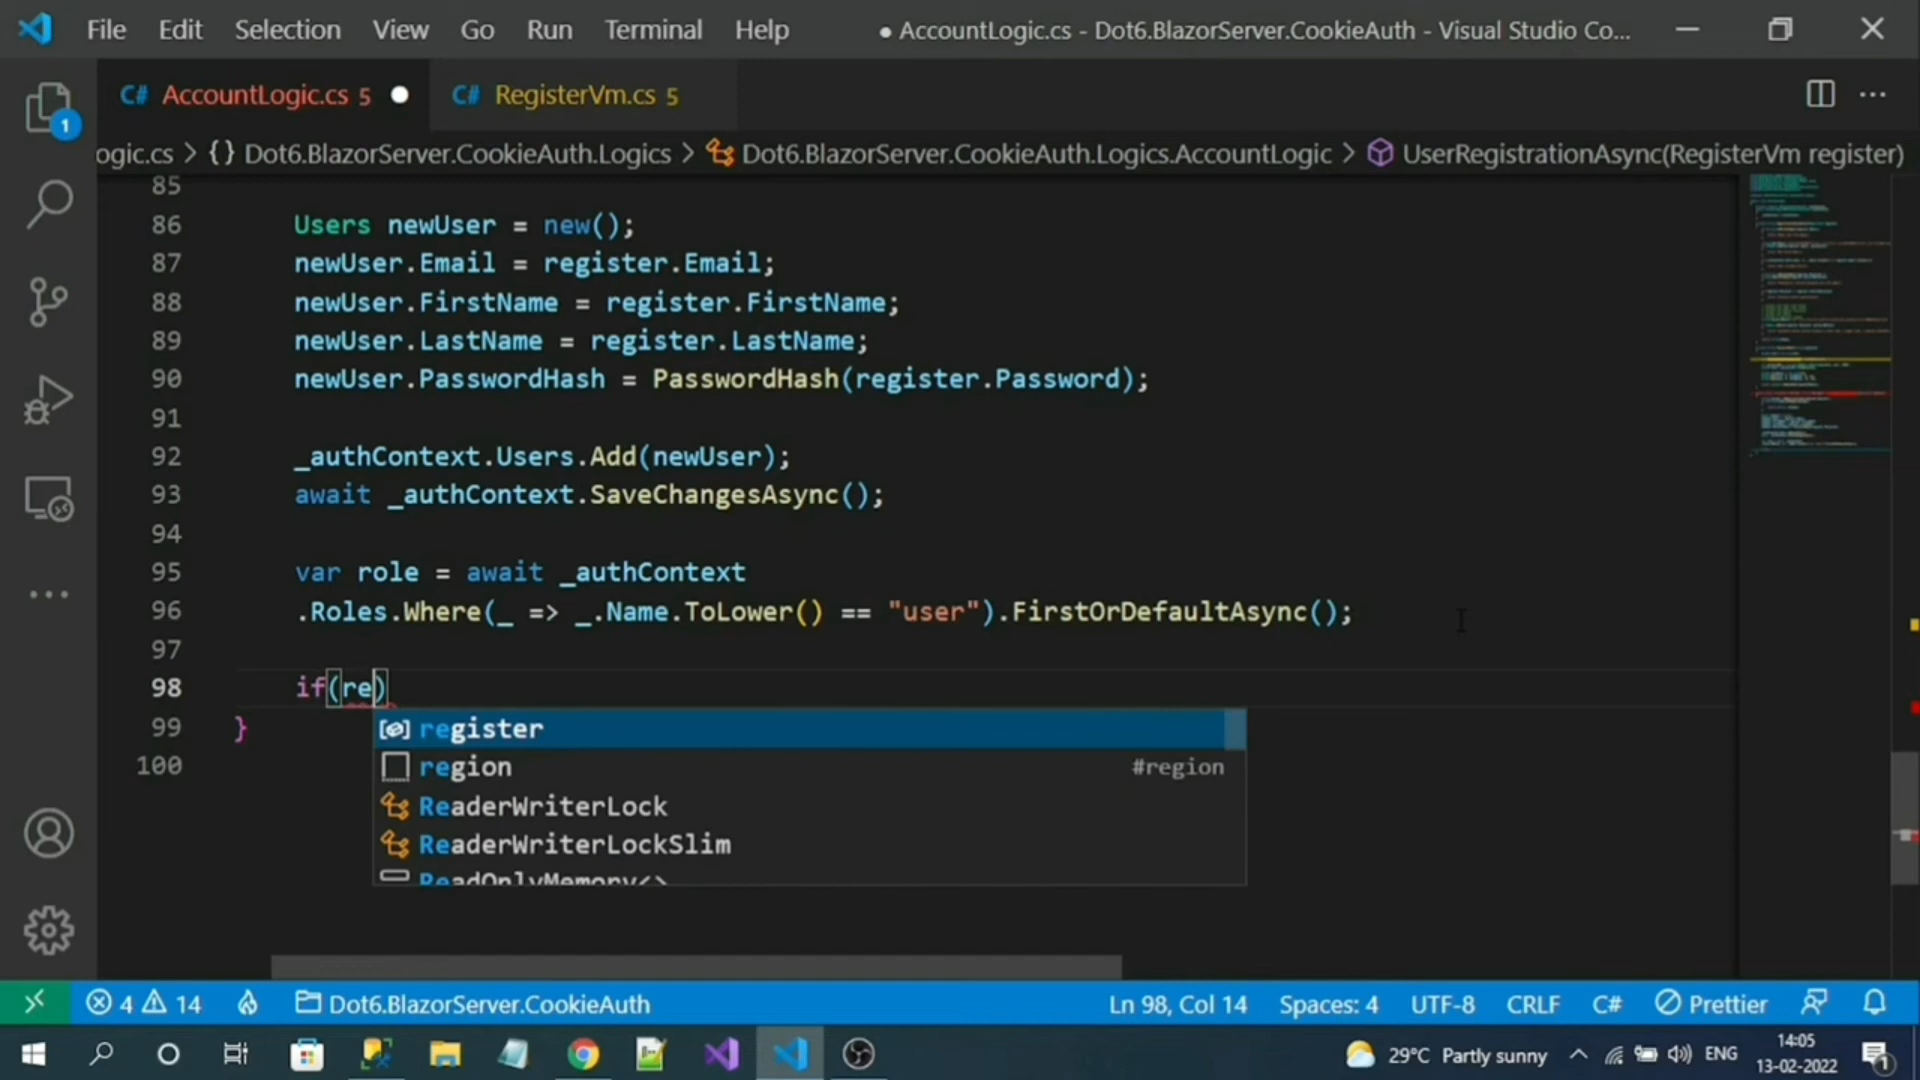 File Edit Selection View Go Run Terminal Help ● AccountLogic.cs - Dot6.BlazorServer.CookieAuth - Visual Studio Co...
C# AccountLogic.cs 5 ● C# RegisterVm.cs 5
ogic.cs > {} Dot6.BlazorServer.CookieAuth.Logics > Dot6.BlazorServer.CookieAuth.Logics.AccountLogic > UserRegistrationAsync(RegisterVm register)
1
85
86 Users newUser = new();
87 newUser.Email = register.Email;
88 newUser.FirstName = register.FirstName;
89 newUser.LastName = register.LastName;
90 newUser.PasswordHash = PasswordHash(register.Password);
91
92 _authContext.Users.Add(newUser);
93 await _authContext.SaveChangesAsync();
94
95 var role = await _authContext
96 .Roles.Where(_ => _.Name.ToLower() == "user").FirstOrDefaultAsync();
97
98 if(re)
99 }
100
register
region #region
ReaderWriterLock
ReaderWriterLockSlim
ReadOnlyMemory<>
4 14 Dot6.BlazorServer.CookieAuth Ln 98, Col 14 Spaces: 4 UTF-8 CRLF C# Prettier
29°C Partly sunny ENG 14:05
13-02-2022
1